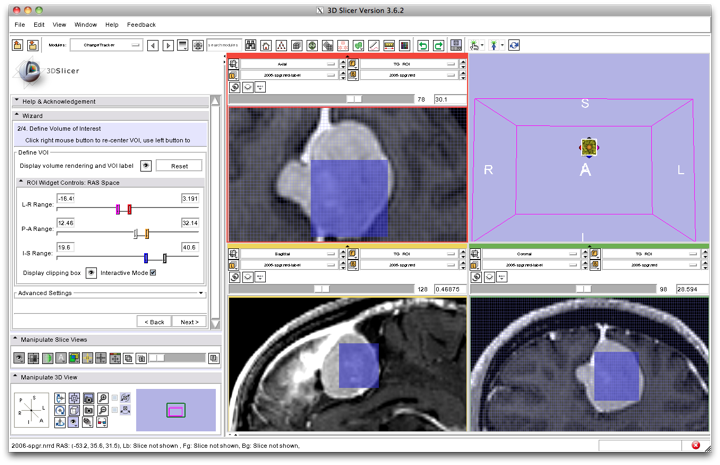 3D Slicer Version 3.6.2
File Edit View Window Help Feedback
Modules: ChangeTracker
Search modules
3DSlicer
Help & Acknowledgement
Wizard
2/4. Define Volume of Interest
Click right mouse button to re-center VOI, use left button to
Define VOI
Display volume rendering and VOI label
Reset
ROI Widget Controls: RAS Space
L-R Range: -16.4 3.191
P-A Range: 12.46 32.14
I-S Range: 19.6 40.6
Display clipping box Interactive Mode
Advanced Settings
< Back Next >
Manipulate Slice Views
Manipulate 3D View
P S R L A I
Axial TG ROI
2006-spgr.nrrd-label 2006-spgr.nrrd
78 30.1
S
R A L
I
Sagittal TG ROI
2006-spgr.nrrd-label 2006-spgr.nrrd
128 0.46875
Coronal TG ROI
2006-spgr.nrrd-label 2006-spgr.nrrd
98 28.594
2006-spgr.nrrd RAS: (-53.2, 35.6, 31.5), Lb: Slice not shown , Fg: Slice not shown, Bg: Slice not shown,